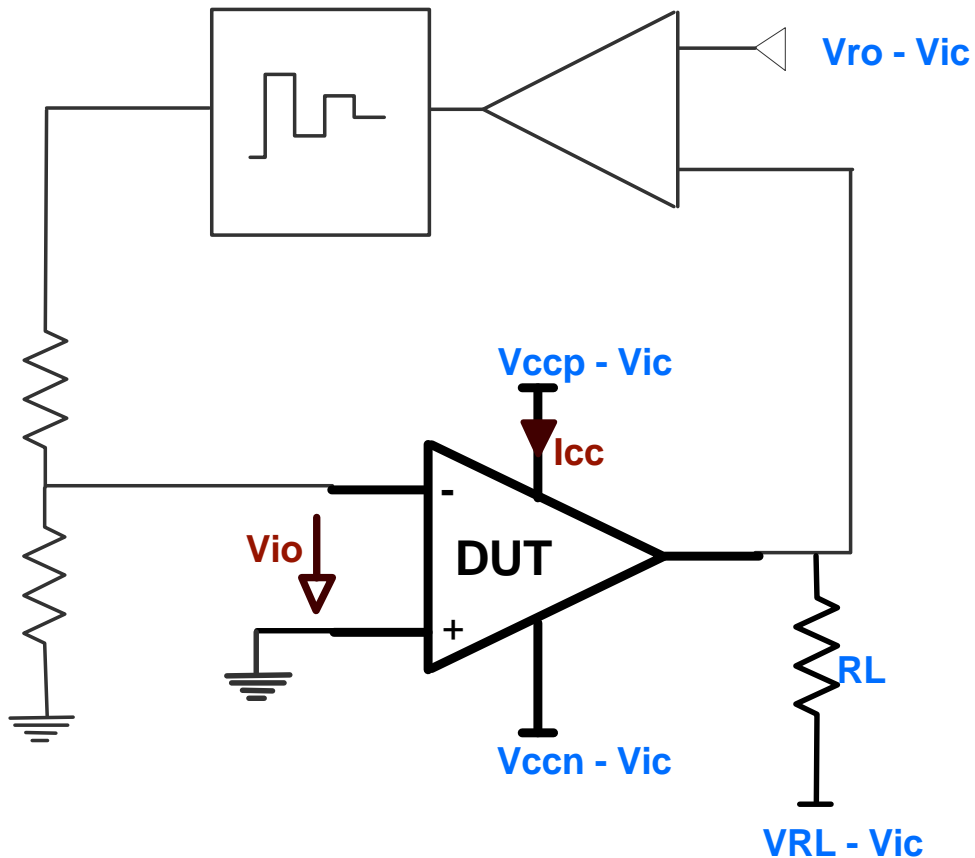 Vro - Vic
Vccp - Vic
Icc
-
Vio
DUT
+
RL
Vccn - Vic
VRL - Vic